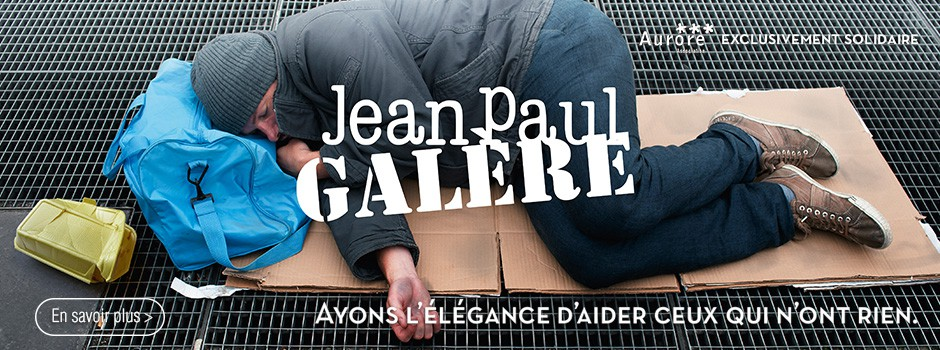 Aurore EXCLUSIVEMENT SOLIDAIRE
Jean Paul
GALÈRE
AYONS L'ÉLÉGANCE D'AIDER CEUX QUI N'ONT RIEN.
En savoir plus >